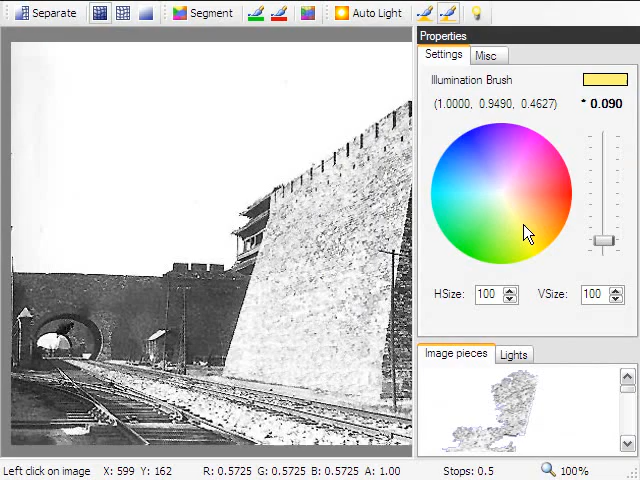 Separate Segment Auto Light
Properties
Settings Misc
Illumination Brush
(1.0000, 0.9490, 0.4627) * 0.090
HSize: 100 VSize: 100
Image pieces Lights
Left click on image X: 599 Y: 162 R: 0.5725 G: 0.5725 B: 0.5725 A: 1.00 Stops: 0.5 100%